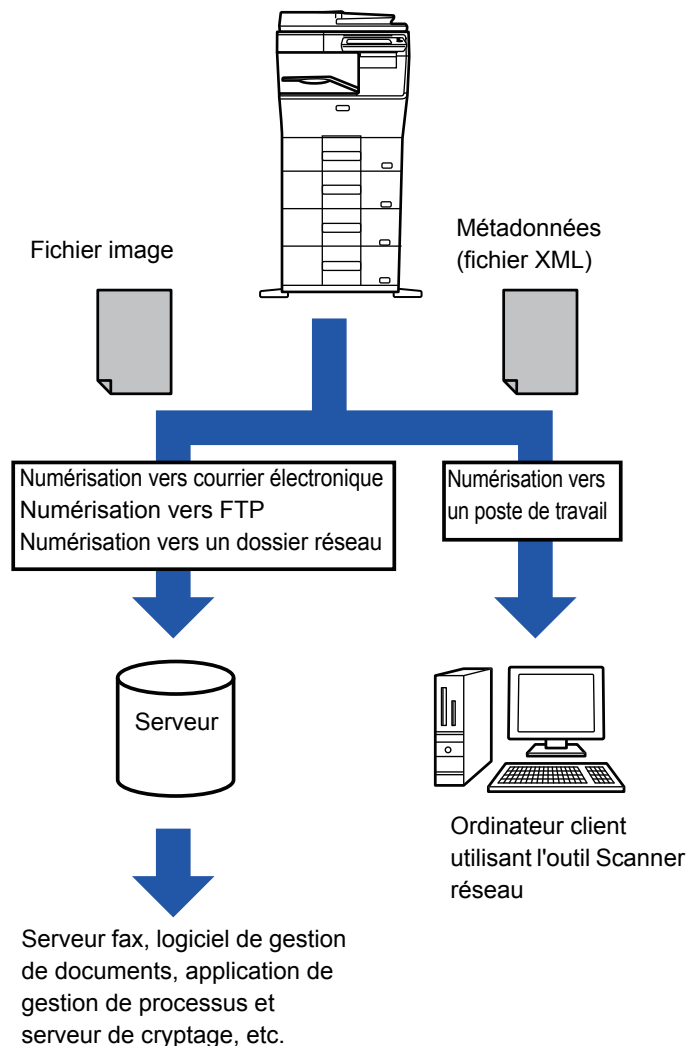 Fichier image
Métadonnées
(fichier XML)
Numérisation vers courrier électronique
Numérisation vers FTP
Numérisation vers un dossier réseau
Numérisation vers
un poste de travail
Serveur
Ordinateur client
utilisant l'outil Scanner
réseau
Serveur fax, logiciel de gestion
de documents, application de
gestion de processus et
serveur de cryptage, etc.